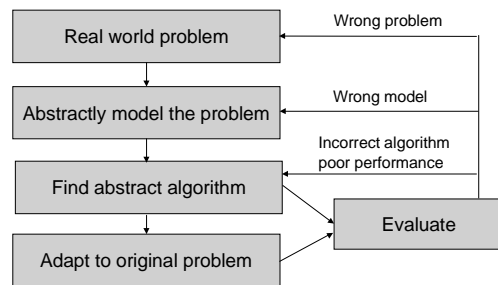 Real world problem
Wrong problem
Abstractly model the problem
Wrong model
Incorrect algorithm
poor performance
Find abstract algorithm
Evaluate
Adapt to original problem